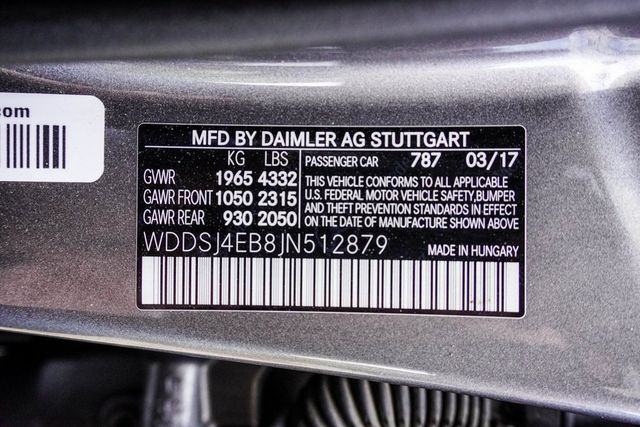 com
MFD BY DAIMLER AG STUTTGART
KG LBS
GVWR 1965 4332
GAWR FRONT 1050 2315
GAWR REAR 930 2050
PASSENGER CAR 787 03/17
THIS VEHICLE CONFORMS TO ALL APPLICABLE
U.S. FEDERAL MOTOR VEHICLE SAFETY,BUMPER
AND THEFT PREVENTION STANDARDS IN EFFECT
ON THE DATE OF MANUFACTURE SHOWN ABOVE
WDDSJ4EB8JN512879
MADE IN HUNGARY